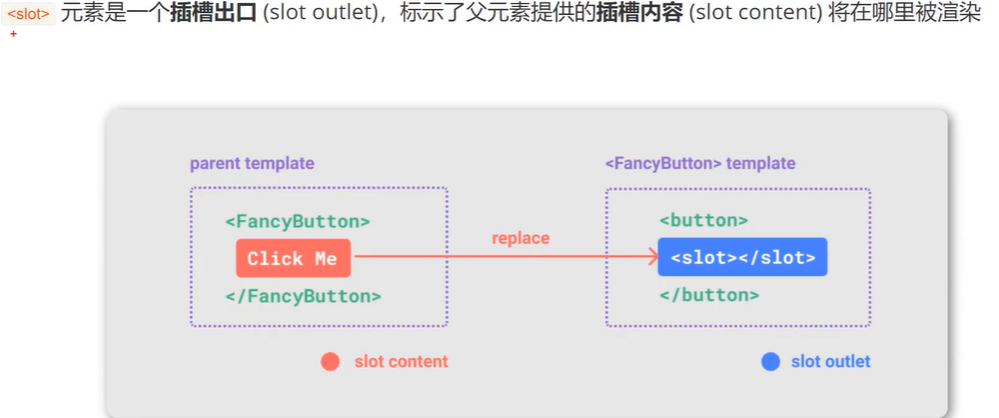 <slot> 元素是一个插槽出口 (slot outlet)，标示了父元素提供的插槽内容 (slot content) 将在哪里被渲染
parent template
<FancyButton> template
<FancyButton>
Click Me
</FancyButton>
replace
<button>
<slot></slot>
</button>
slot content
slot outlet